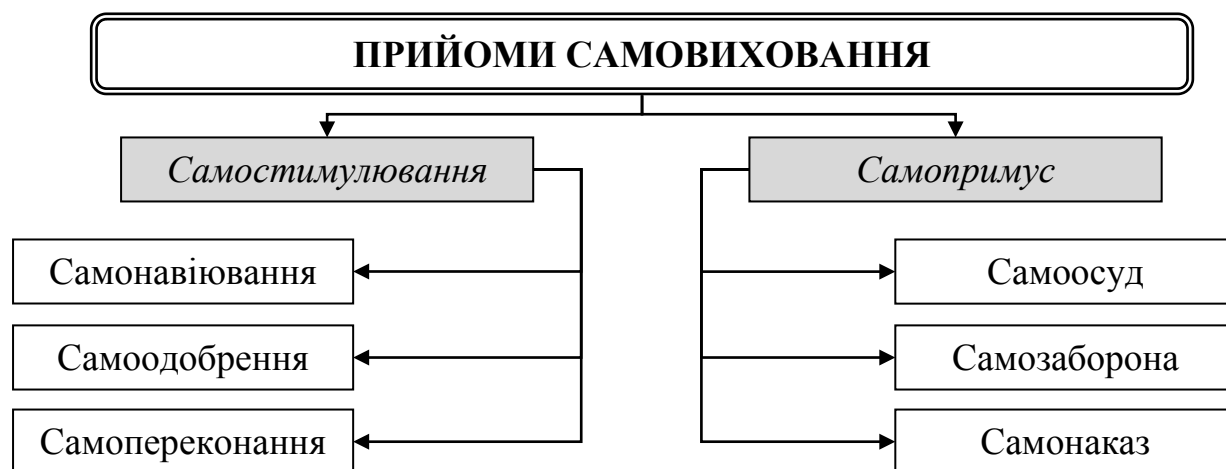 ПРИЙОМИ САМОВИХОВАННЯ
Самостимулювання
Самопримус
Самонавіювання
Самоосуд
Самоодобрення
Самозаборона
Самопереконання
Самонаказ